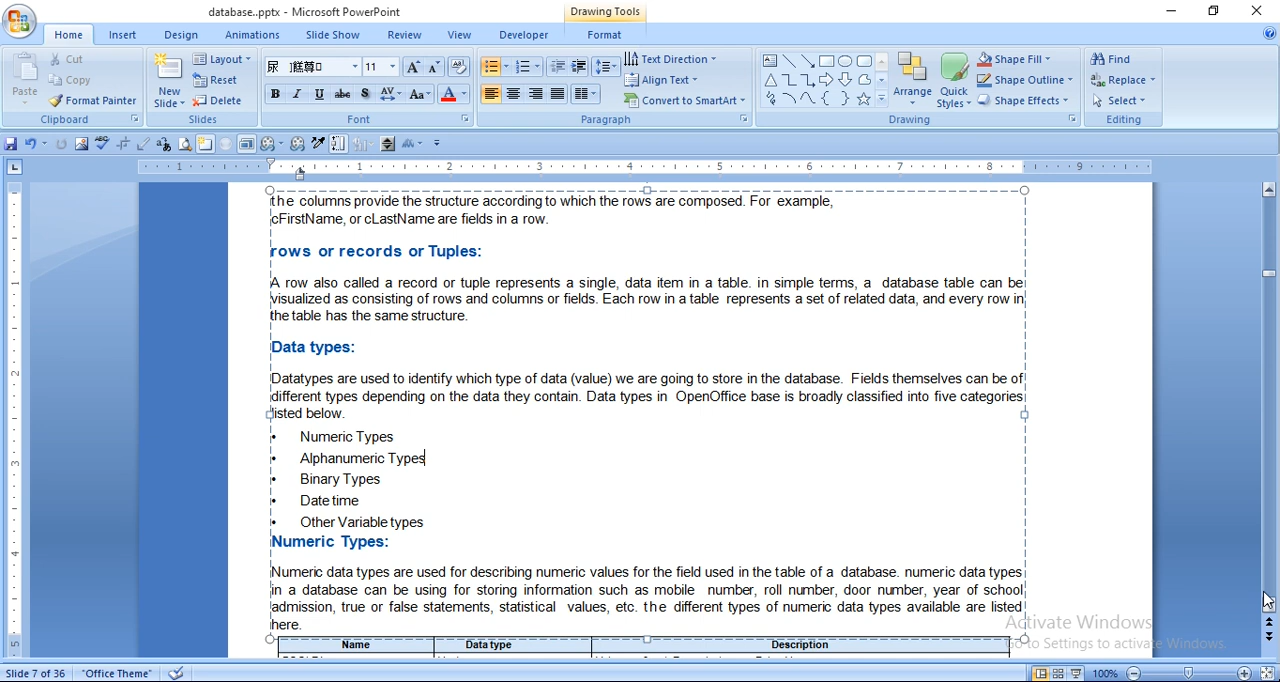 database..pptx - Microsoft PowerPoint
Drawing Tools
Home Insert Design Animations Slide Show Review View Developer Format
Paste
Cut
Copy
Format Painter
Clipboard
New Slide
Layout
Reset
Delete
Slides
11
B I U abc S AV Aa A
Font
Text Direction
Align Text
Convert to SmartArt
Paragraph
Arrange
Quick Styles
Shape Fill
Shape Outline
Shape Effects
Drawing
Find
Replace
Select
Editing
1 1 2 3 4 5 6 7 8 9
the columns provide the structure according to which the rows are composed. For example,
cFirstName, or cLastName are fields in a row.
rows or records or Tuples:
A row also called a record or tuple represents a single, data item in a table. in simple terms, a database table can be
visualized as consisting of rows and columns or fields. Each row in a table represents a set of related data, and every row in
the table has the same structure.
Data types:
Datatypes are used to identify which type of data (value) we are going to store in the database. Fields themselves can be of
different types depending on the data they contain. Data types in OpenOffice base is broadly classified into five categories
listed below.
• Numeric Types
• Alphanumeric Types
• Binary Types
• Date time
• Other Variable types
Numeric Types:
Numeric data types are used for describing numeric values for the field used in the table of a database. numeric data types
in a database can be using for storing information such as mobile number, roll number, door number, year of school
admission, true or false statements, statistical values, etc. the different types of numeric data types available are listed
here.
Name Data type Description
Activate Windows
Go to Settings to activate Windows.
Slide 7 of 36 "Office Theme" 100%